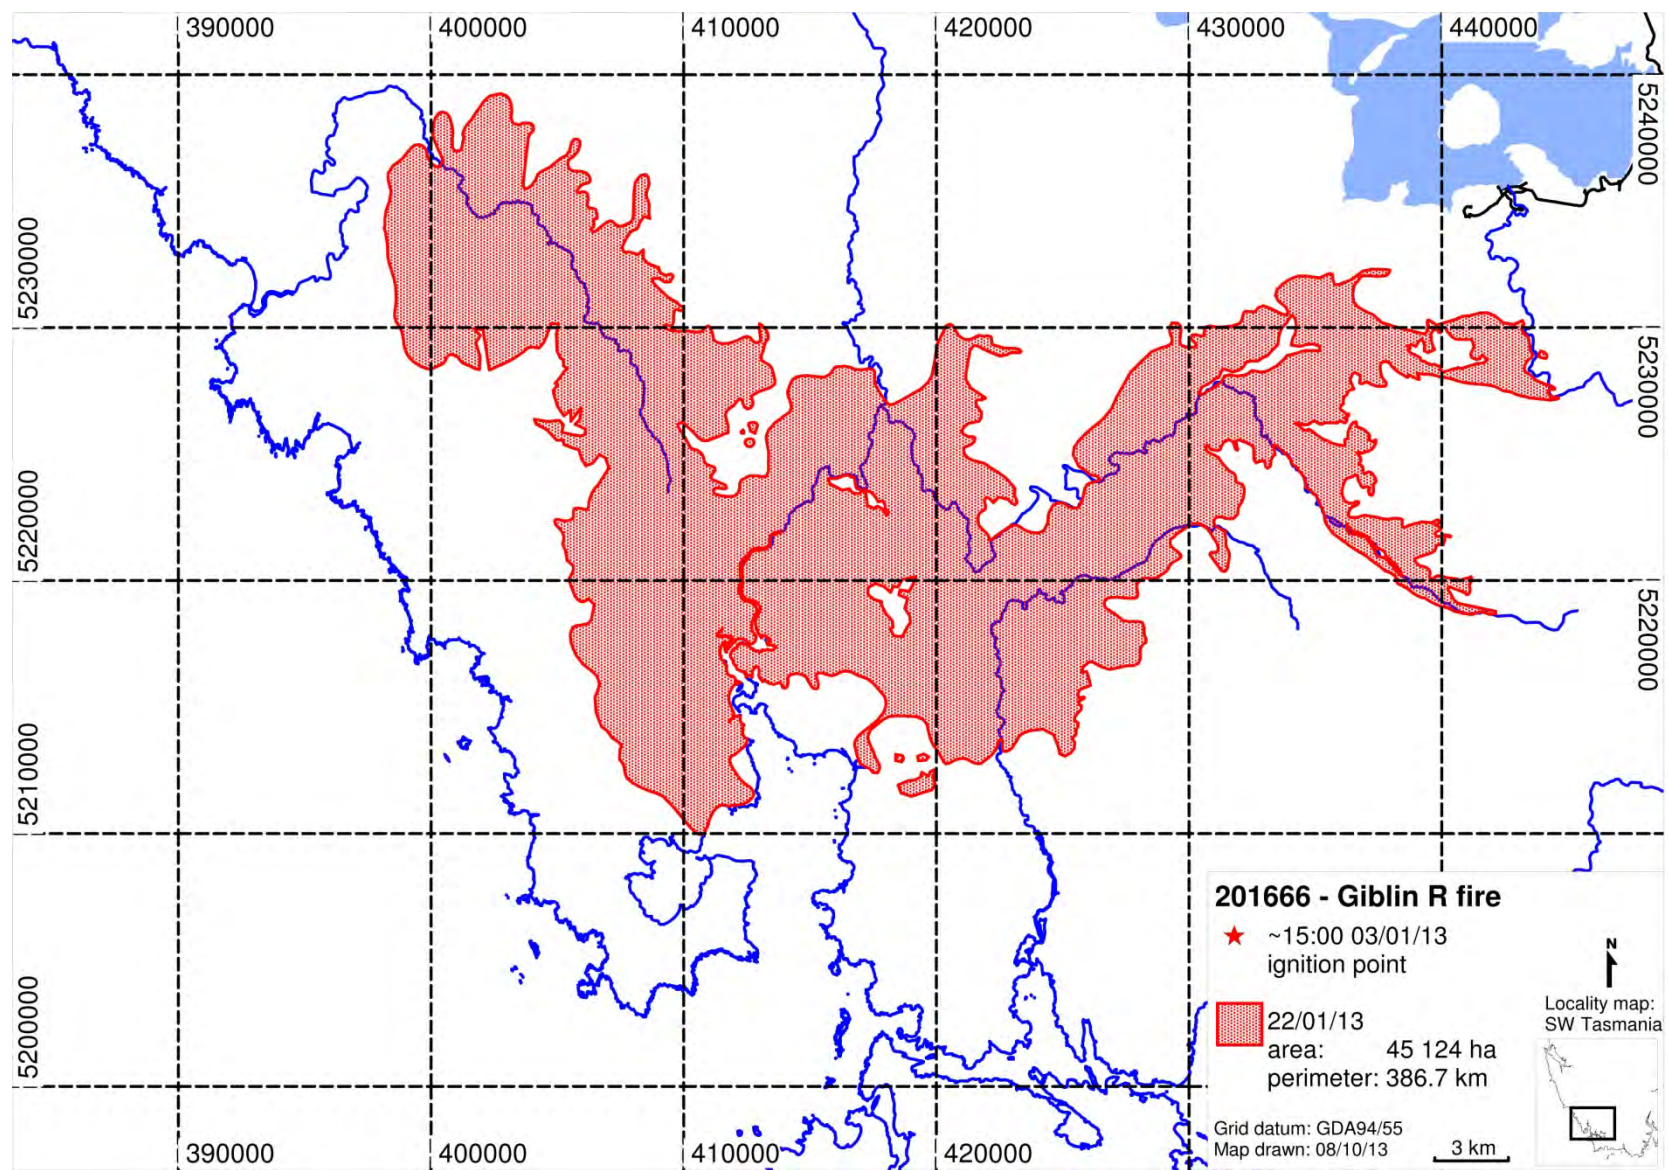 390000 400000 410000 420000 430000 440000
5240000
5230000
5230000
5220000
5220000
5210000
5200000
201666 - Giblin R fire
~15:00 03/01/13
ignition point
22/01/13
area: 45 124 ha
perimeter: 386.7 km
N
Locality map:
SW Tasmania
Grid datum: GDA94/55
Map drawn: 08/10/13
3 km
390000 400000 410000 420000